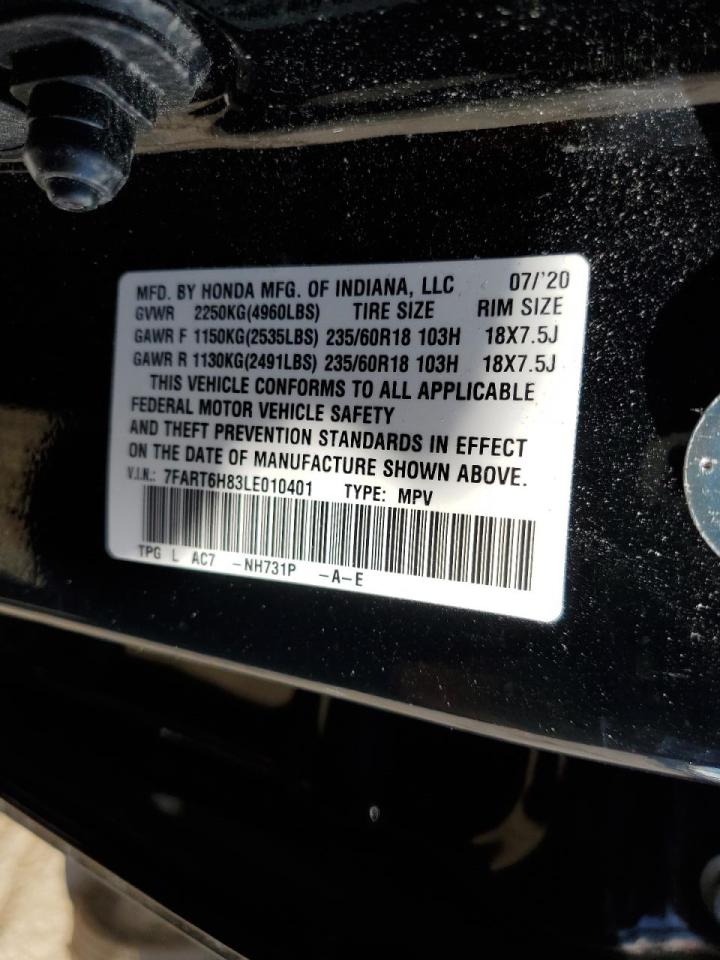 MFD. BY HONDA MFG. OF INDIANA, LLC 07/'20
GVWR 2250KG(4960LBS) TIRE SIZE RIM SIZE
GAWR F 1150KG(2535LBS) 235/60R18 103H 18X7.5J
GAWR R 1130KG(2491LBS) 235/60R18 103H 18X7.5J
THIS VEHICLE CONFORMS TO ALL APPLICABLE
FEDERAL MOTOR VEHICLE SAFETY
AND THEFT PREVENTION STANDARDS IN EFFECT
ON THE DATE OF MANUFACTURE SHOWN ABOVE.
V.I.N.: 7FART6H83LE010401 TYPE: MPV
TPG L AC7 -NH731P -A-E